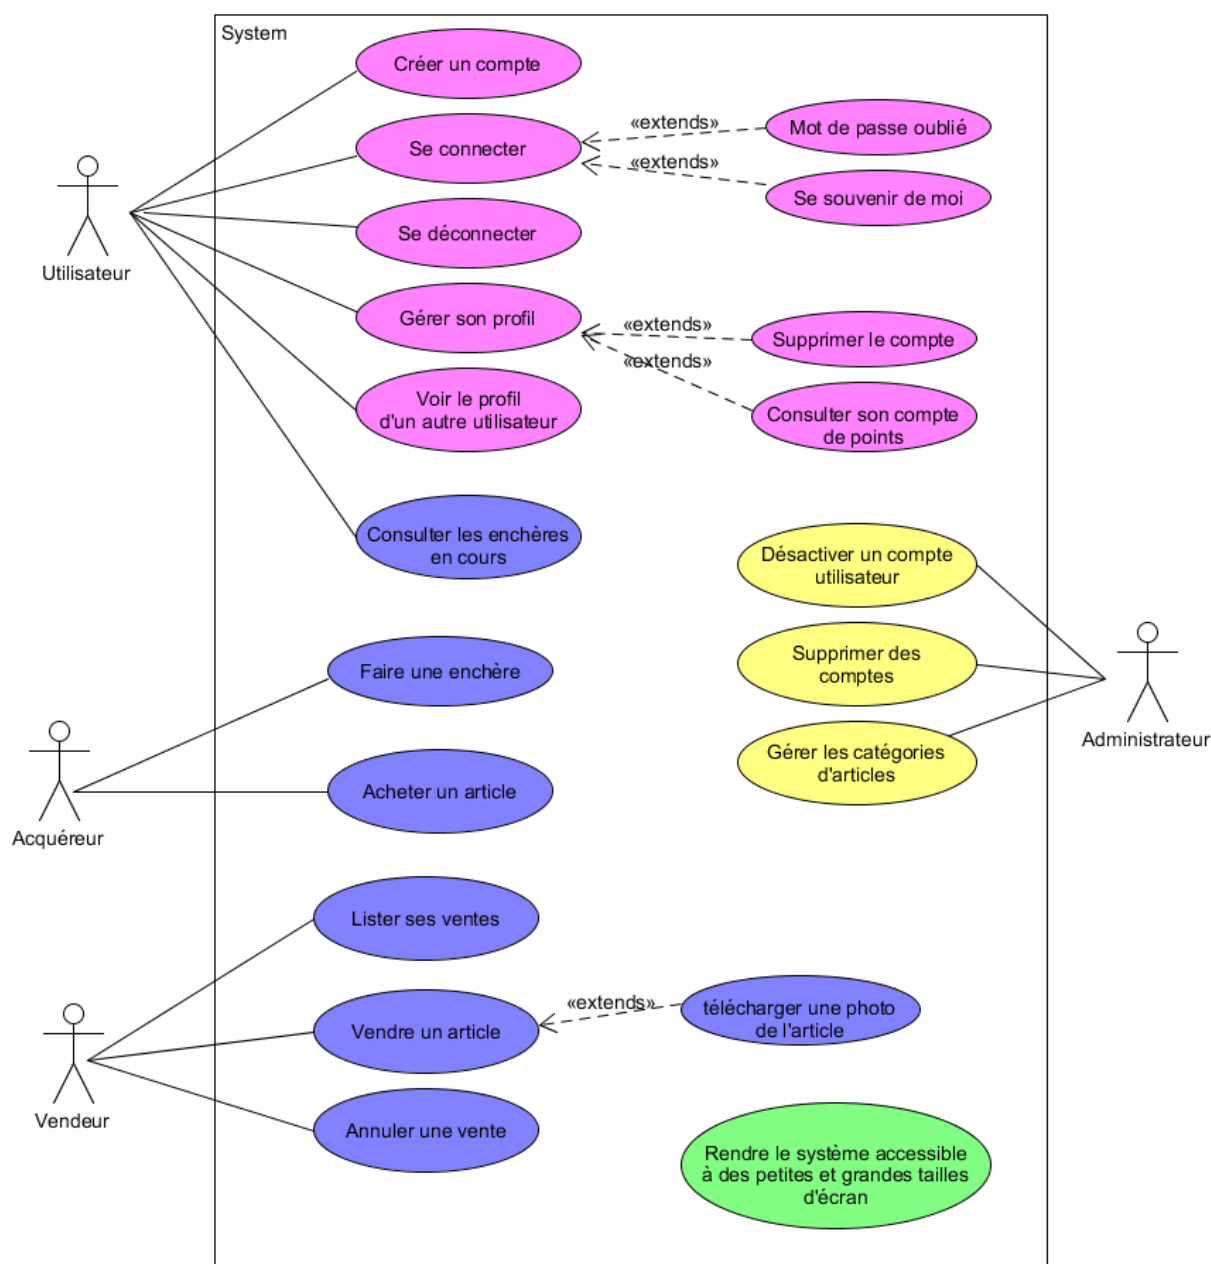 System
Créer un compte
Se connecter
«extends»
Mot de passe oublié
«extends»
Se souvenir de moi
Utilisateur
Se déconnecter
Gérer son profil
«extends»
Supprimer le compte
«extends»
Voir le profil
d'un autre utilisateur
Consulter son compte
de points
Consulter les enchères
en cours
Désactiver un compte
utilisateur
Faire une enchère
Supprimer des
comptes
Administrateur
Gérer les catégories
d'articles
Acheter un article
Acquéreur
Lister ses ventes
Vendre un article
«extends»
télécharger une photo
de l'article
Vendeur
Annuler une vente
Rendre le système accessible
à des petites et grandes tailles
d'écran